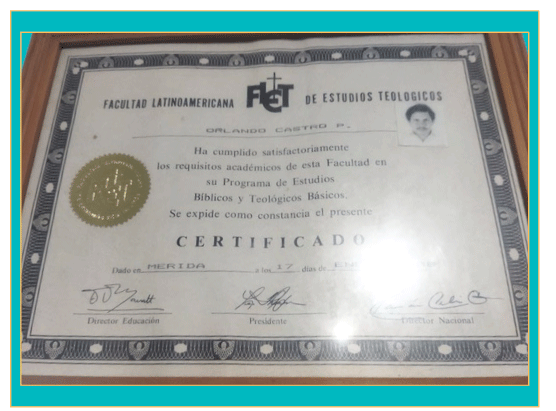 FACULTAD LATINOAMERICANA FLET DE ESTUDIOS TEOLOGICOS
ORLANDO CASTRO P.
Ha cumplido satisfactoriamente
los requisitos académicos de esta Facultad en
su Programa de Estudios
Bíblicos y Teológicos Básicos.
Se expide como constancia el presente
CERTIFICADO
Dado en MERIDA a los 17 días de
Director Educación
Presidente
Director Nacional